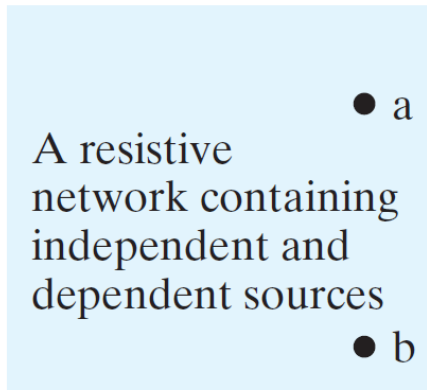 ● a
A resistive
network containing
independent and
dependent sources
● b